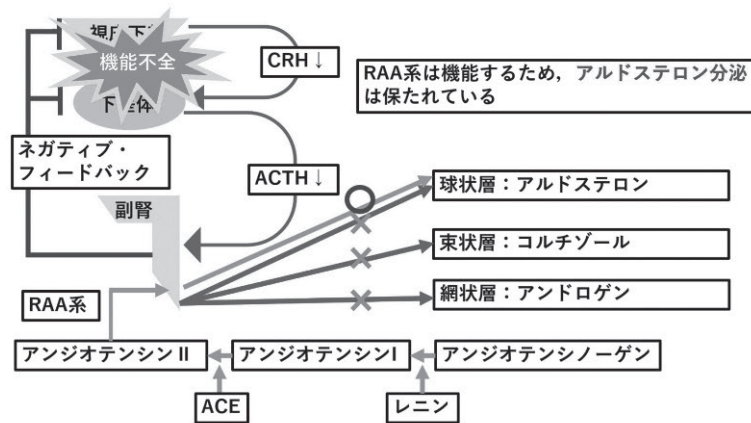 機能不全
CRH↓
RAA系は機能するため，アルドステロン分泌
は保たれている
ネガティブ・
フィードバック
ACTH↓
球状層：アルドステロン
副腎
束状層：コルチゾール
RAA系
網状層：アンドロゲン
アンジオテンシンⅡ
アンジオテンシンI
アンジオテンシノーゲン
ACE
レニン